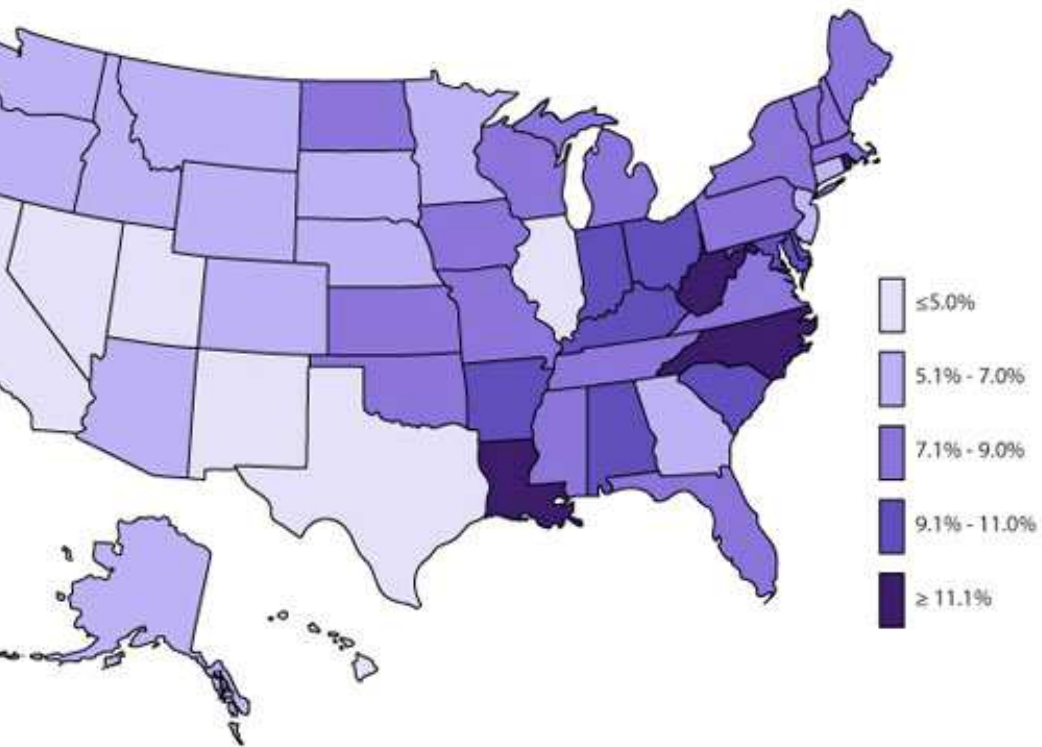 ≤5.0%
5.1% - 7.0%
7.1% - 9.0%
9.1% - 11.0%
≥ 11.1%